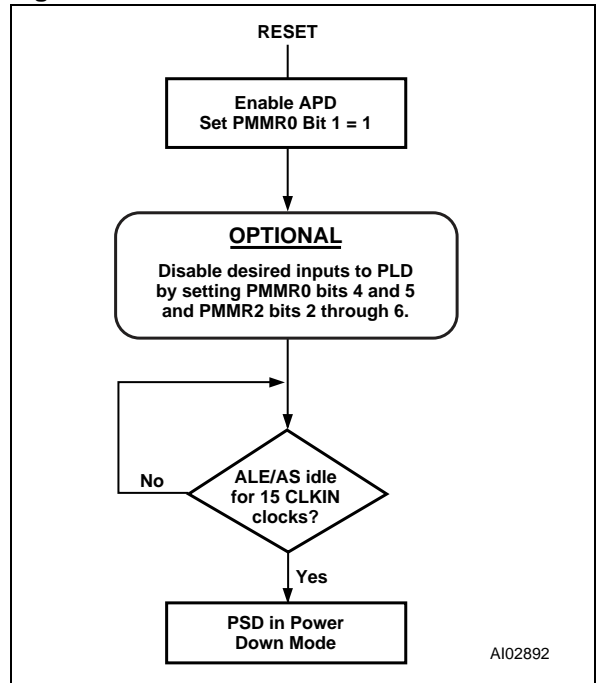 RESET
Enable APD
Set PMMR0 Bit 1 = 1
OPTIONAL
Disable desired inputs to PLD
by setting PMMR0 bits 4 and 5
and PMMR2 bits 2 through 6.
No
ALE/AS idle
for 15 CLKIN
clocks?
Yes
PSD in Power
Down Mode
AI02892